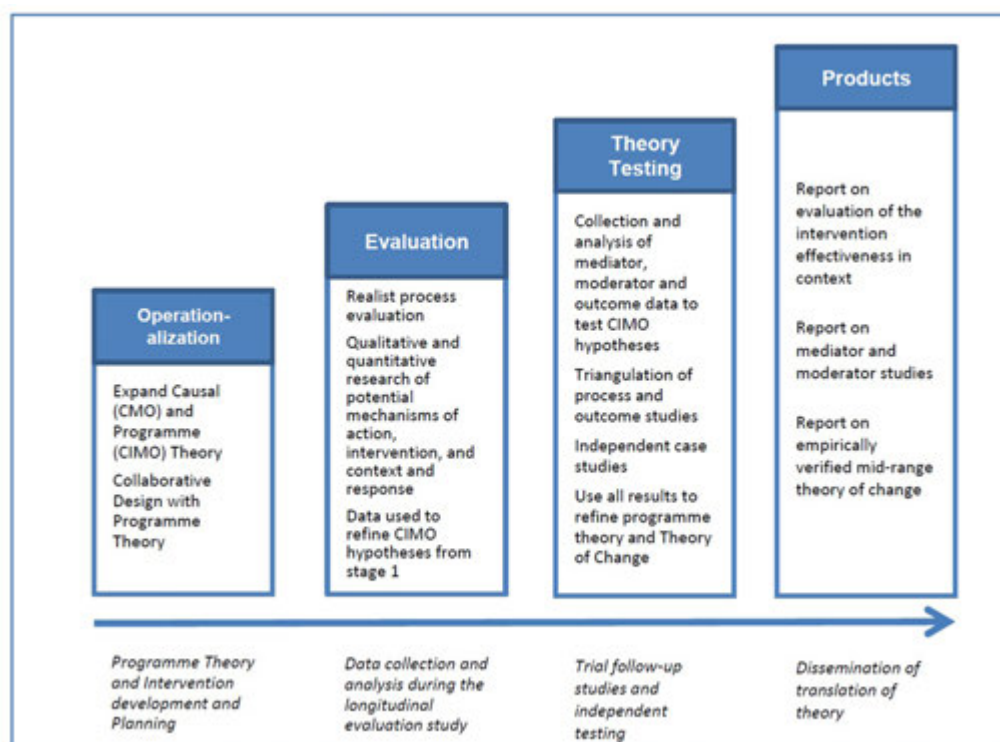 Operation-
alization
Expand Causal
(CMO) and
Programme
(CIMO) Theory
Collaborative
Design with
Programme
Theory
Programme Theory
and Intervention
development and
Planning
Evaluation
Realist process
evaluation
Qualitative and
quantitative
research of
potential
mechanisms of
action,
intervention, and
context and
response
Data used to
refine CIMO
hypotheses from
stage 1
Data collection and
analysis during the
longitudinal
evaluation study
Theory
Testing
Collection and
analysis of
mediator,
moderator and
outcome data to
test CIMO
hypotheses
Triangulation of
process and
outcome studies
Independent case
studies
Use all results to
refine programme
theory and Theory
of Change
Trial follow-up
studies and
independent
testing
Products
Report on
evaluation of the
intervention
effectiveness in
context
Report on
mediator and
moderator studies
Report on
empirically
verified mid-range
theory of change
Dissemination of
translation of
theory